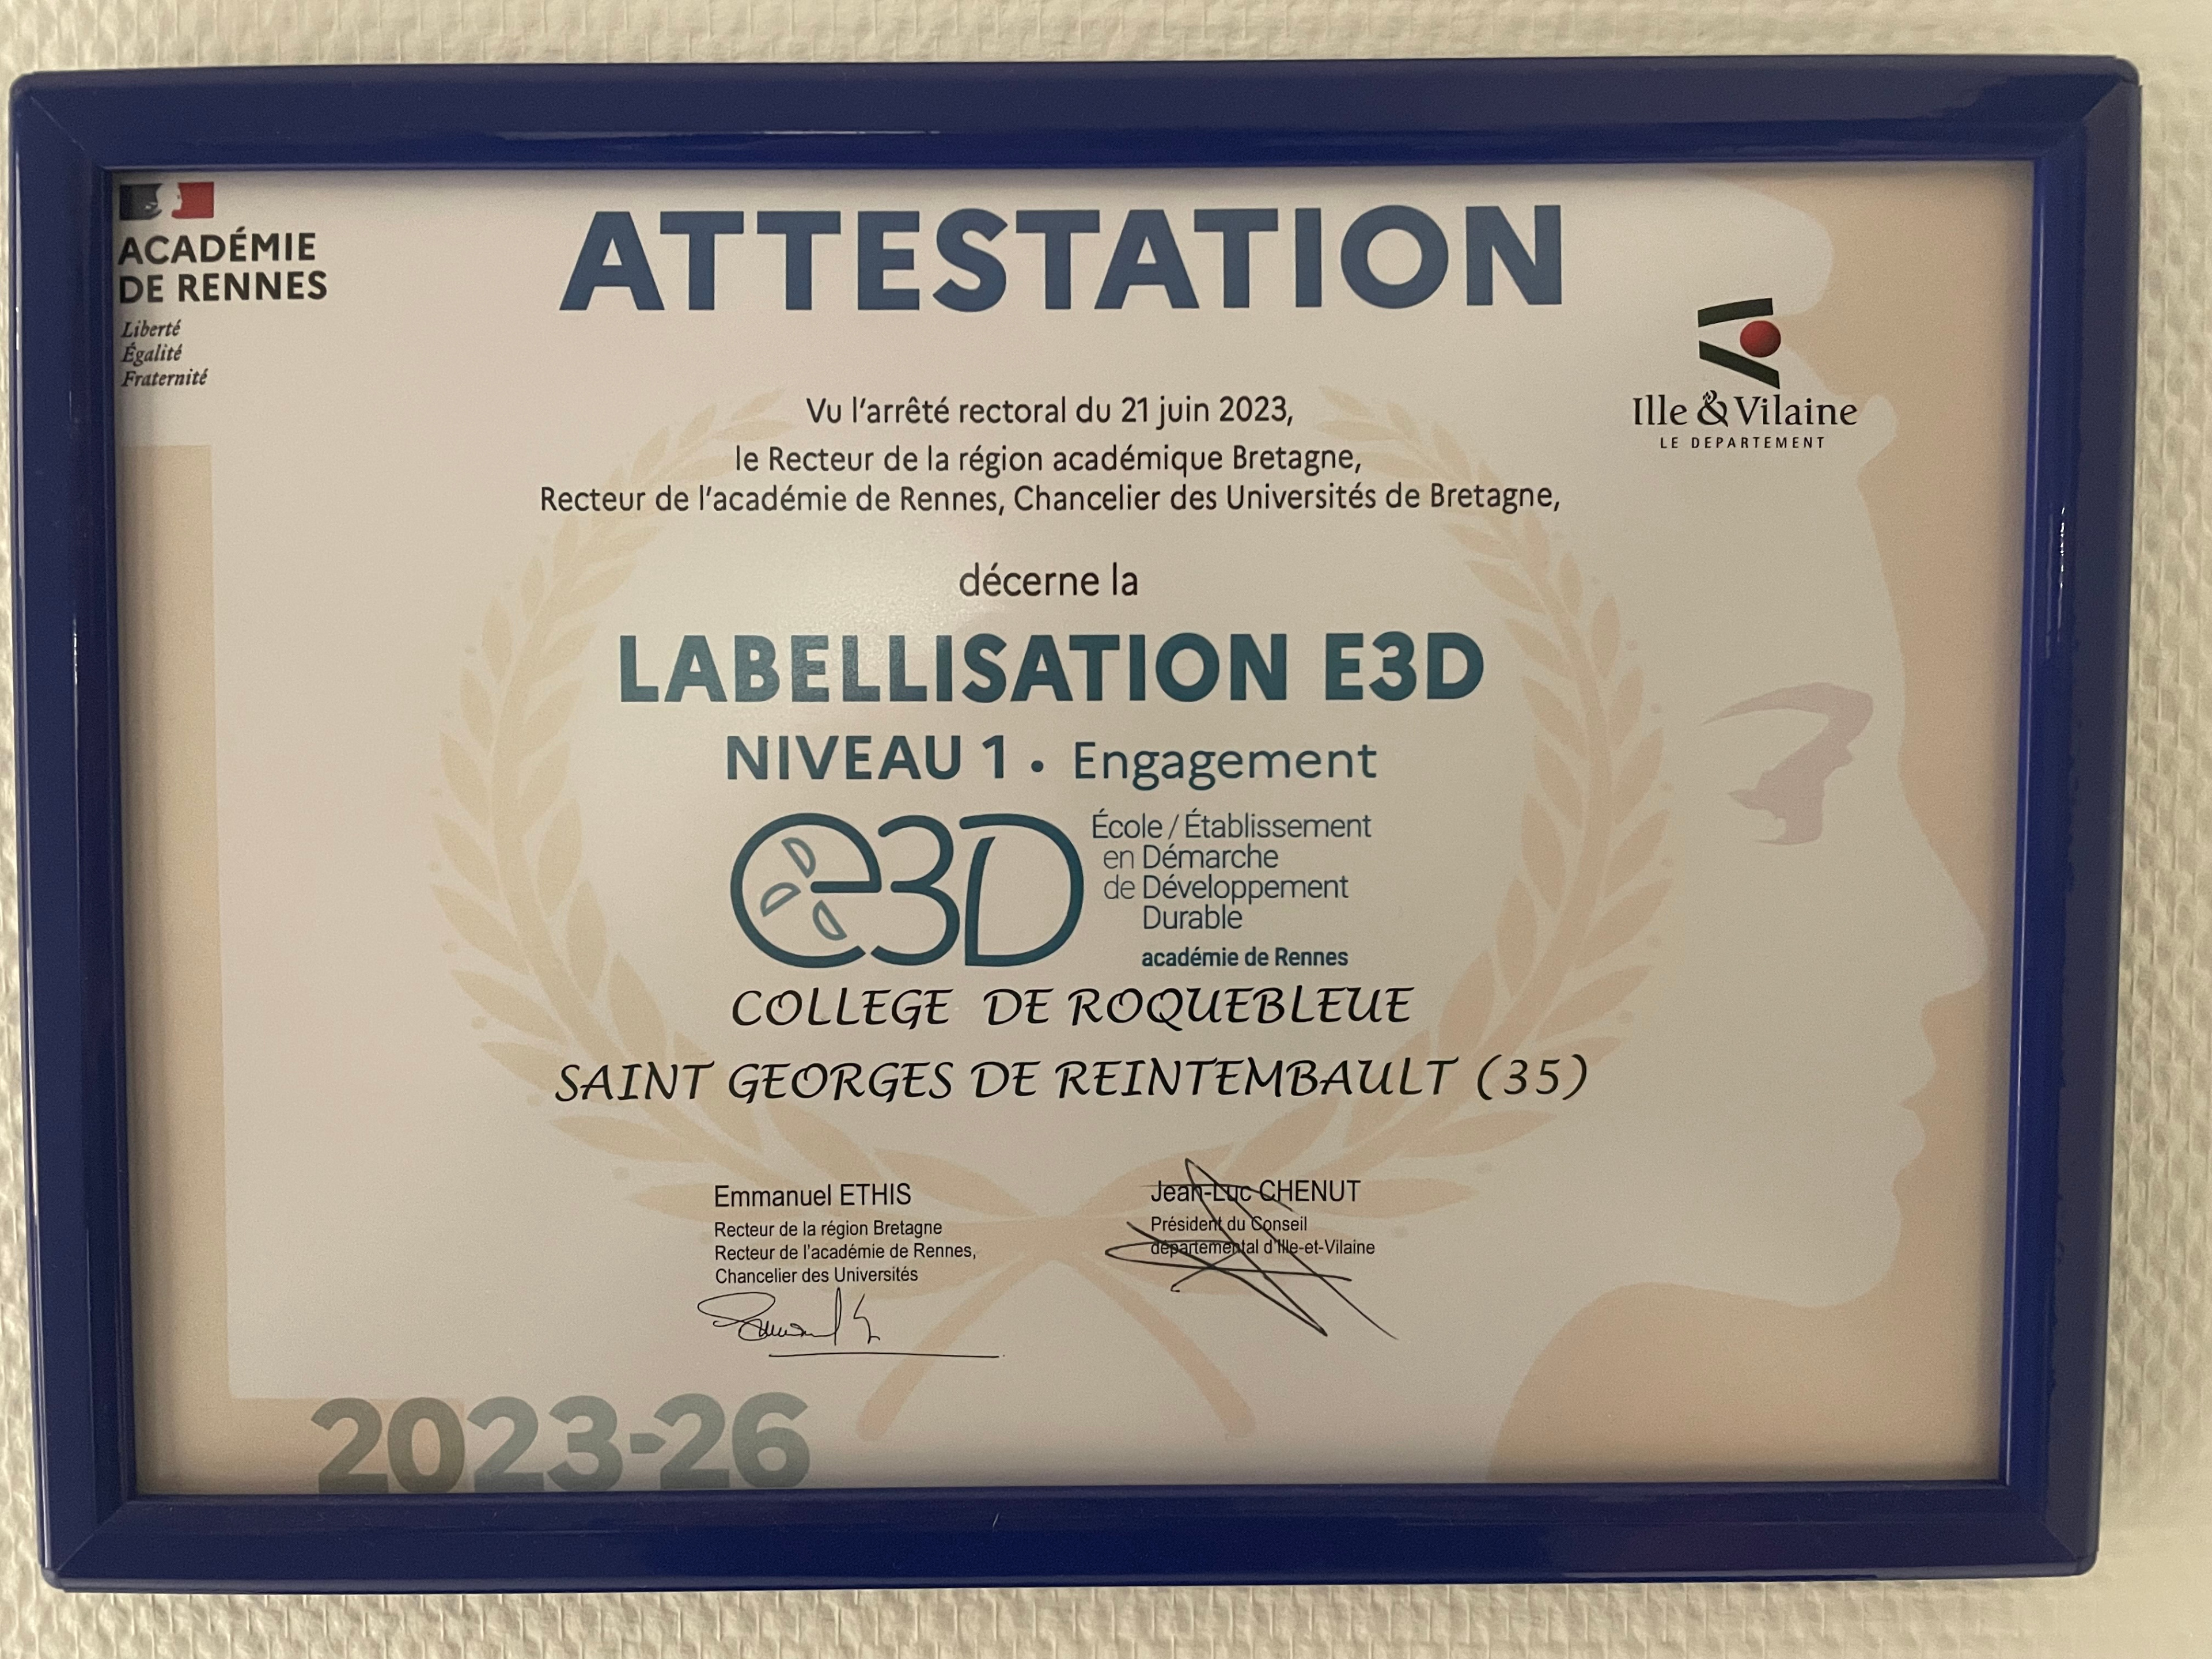 ACADÉMIE
DE RENNES
Liberté
Égalité
Fraternité
ATTESTATION
Ille & Vilaine
LE DEPARTEMENT
Vu l'arrêté rectoral du 21 juin 2023,
le Recteur de la région académique Bretagne,
Recteur de l'académie de Rennes, Chancelier des Universités de Bretagne,
décerne la
LABELLISATION E3D
NIVEAU 1 • Engagement
e3D
École / Établissement
en Démarche
de Développement
Durable
académie de Rennes
COLLEGE DE ROQUEBLEUE
SAINT GEORGES DE REINTEMBAULT (35)
Emmanuel ETHIS
Recteur de la région Bretagne
Recteur de l'académie de Rennes,
Chancelier des Universités
Jean-Luc CHENUT
Président du Conseil
départemental d'Ille-et-Vilaine
2023-26